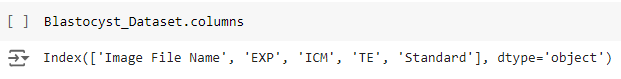 [ ] Blastocyst_Dataset.columns
Index(['Image File Name', 'EXP', 'ICM', 'TE', 'Standard'], dtype='object')